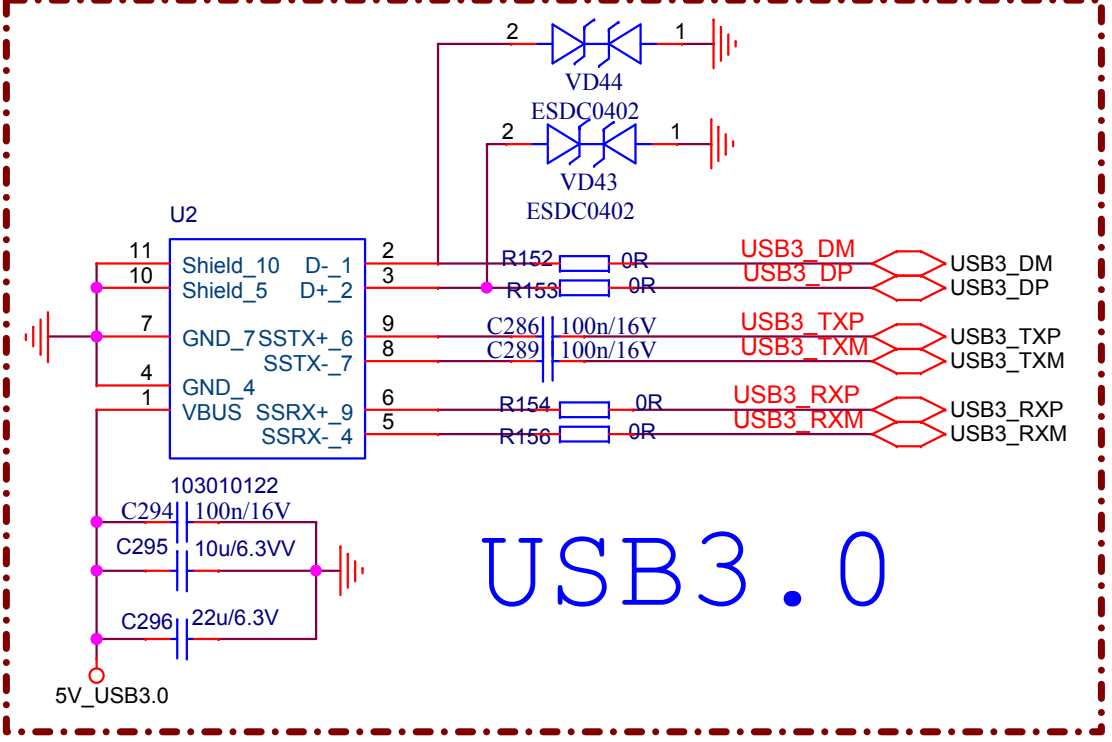 2 1
VD44
ESDC0402
2 1
VD43
ESDC0402
U2
11 Shield_10 D-_1 2 R152 0R USB3_DM USB3_DM
10 Shield_5 D+_2 3 R153 0R USB3_DP USB3_DP
7 GND_7 SSTX+_6 9 C286 100n/16V USB3_TXP USB3_TXP
SSTX-_7 8 C289 100n/16V USB3_TXM USB3_TXM
4 GND_4
1 VBUS SSRX+_9 6 R154 0R USB3_RXP USB3_RXP
SSRX-_4 5 R156 0R USB3_RXM USB3_RXM
103010122
C294 100n/16V
C295 10u/6.3VV
C296 22u/6.3V
5V_USB3.0
USB3.0